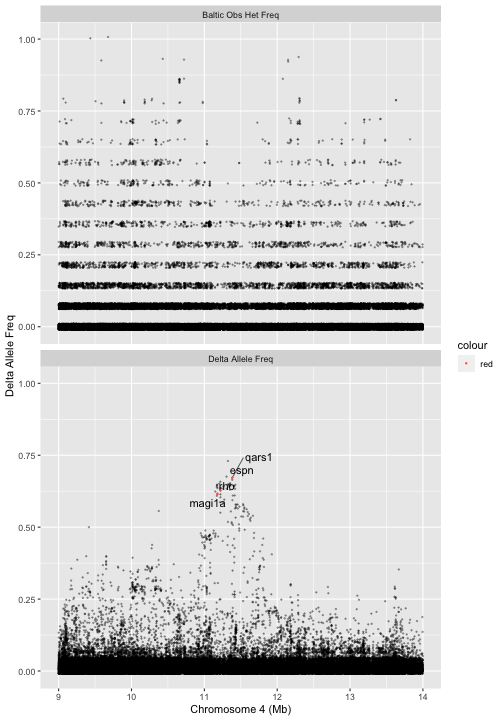 Baltic Obs Het Freq
1.00
0.75
0.50
0.25
0.00
Delta Allele Freq
Delta Allele Freq
1.00
0.75
0.50
0.25
0.00
qars1
espn
rho
magi1a
9 10 11 12 13 14
Chromosome 4 (Mb)
colour
red